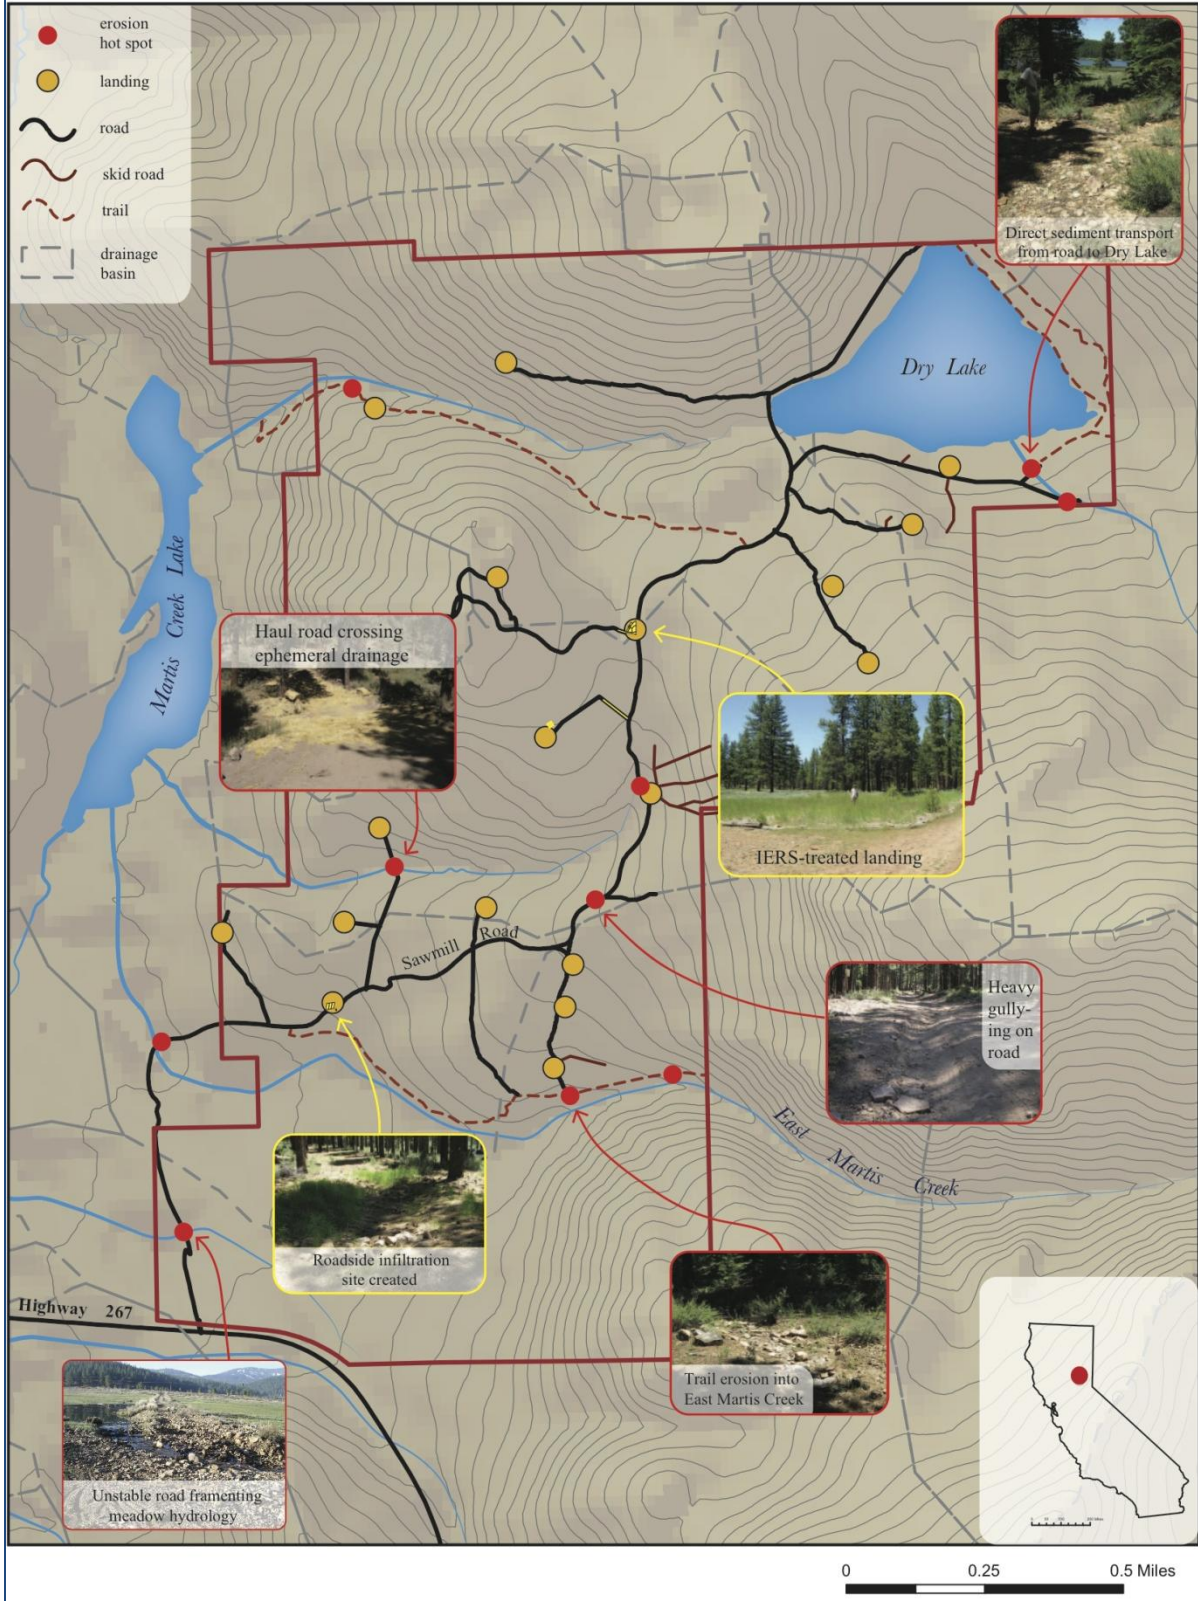 erosion
hot spot
landing
road
skid road
trail
drainage
basin
Direct sediment transport
from road to Dry Lake
Dry Lake
Martis Creek Lake
Haul road crossing
ephemeral drainage
IERS-treated landing
Sawmill Road
Heavy
gully-
ing on
road
East Martis Creek
Roadside infiltration
site created
Highway 267
Trail erosion into
East Martis Creek
Unstable road framenting
meadow hydrology
0 0.25 0.5 Miles